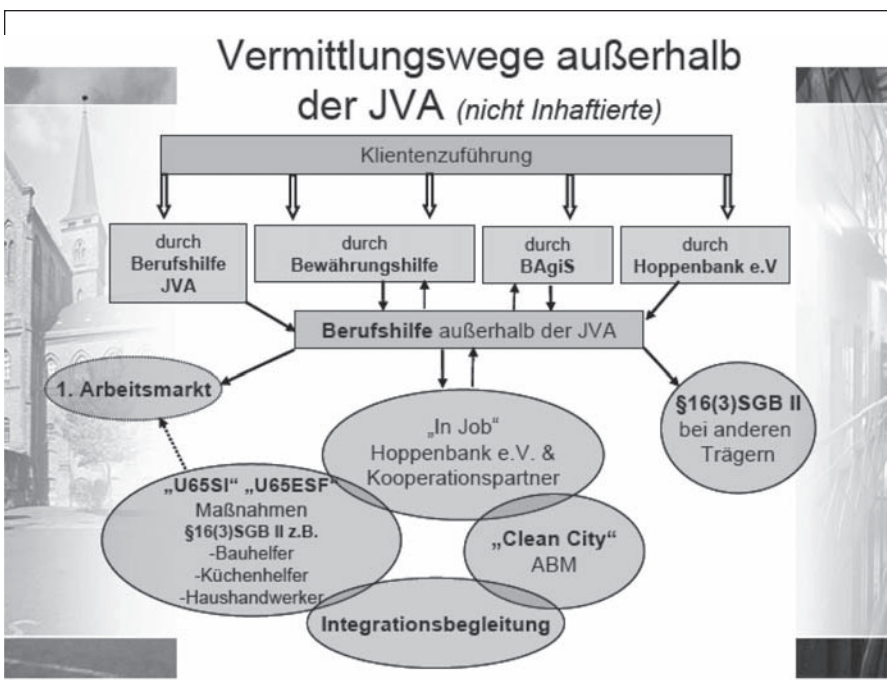 Vermittlungswege außerhalb
der JVA (nicht Inhaftierte)
Klientenzuführung
durch
Berufshilfe
JVA
durch
Bewährungshilfe
durch
BAgiS
durch
Hoppenbank e.V
Berufshilfe außerhalb der JVA
1. Arbeitsmarkt
„In Job“
Hoppenbank e.V. &
Kooperationspartner
§16(3)SGB II
bei anderen
Trägern
„U65SI“ „U65ESF“
Maßnahmen
§16(3)SGB II z.B.
-Bauhelfer
-Küchenhelfer
-Haushandwerker
„Clean City“
ABM
Integrationsbegleitung